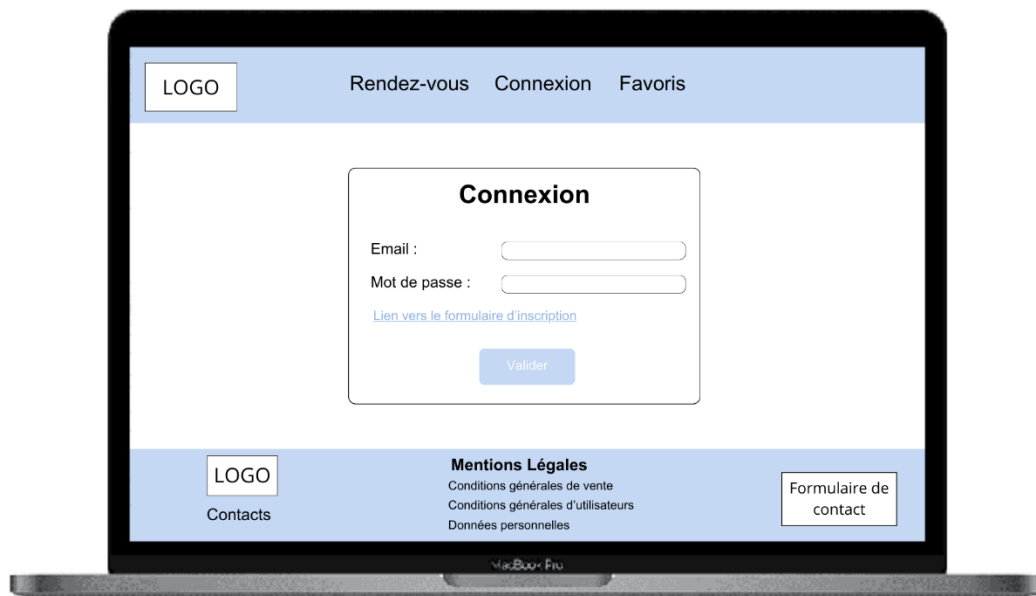 LOGO
Rendez-vous Connexion Favoris
Connexion
Email :
Mot de passe :
Lien vers le formulaire d'inscription
Valider
LOGO
Contacts
Mentions Légales
Conditions générales de vente
Conditions générales d'utilisateurs
Données personnelles
Formulaire de
contact
MacBook Pro